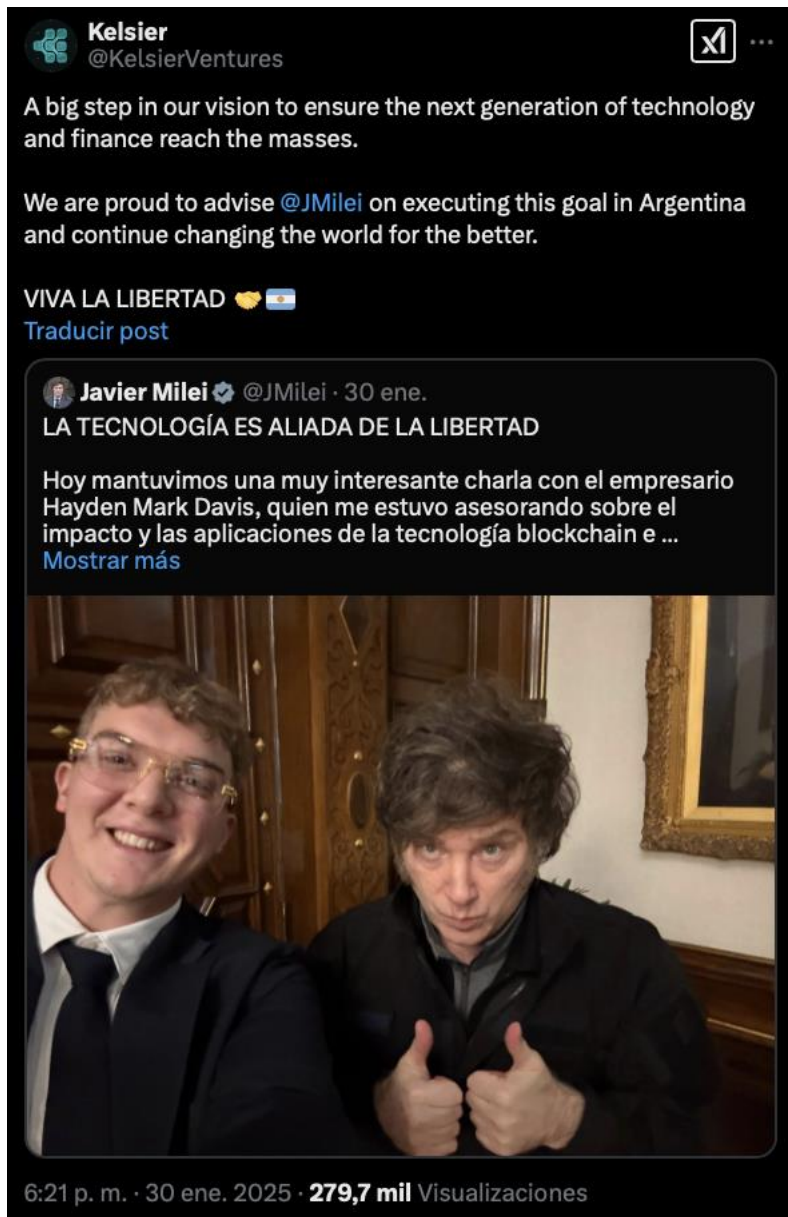 Kelsier
@KelsierVentures
A big step in our vision to ensure the next generation of technology
and finance reach the masses.
We are proud to advise @JMilei on executing this goal in Argentina
and continue changing the world for the better.
VIVA LA LIBERTAD 🤝🇦🇷
Traducir post
Javier Milei @JMilei · 30 ene.
LA TECNOLOGÍA ES ALIADA DE LA LIBERTAD
Hoy mantuvimos una muy interesante charla con el empresario
Hayden Mark Davis, quien me estuvo asesorando sobre el
impacto y las aplicaciones de la tecnología blockchain e ...
Mostrar más
6:21 p. m. · 30 ene. 2025 · 279,7 mil Visualizaciones